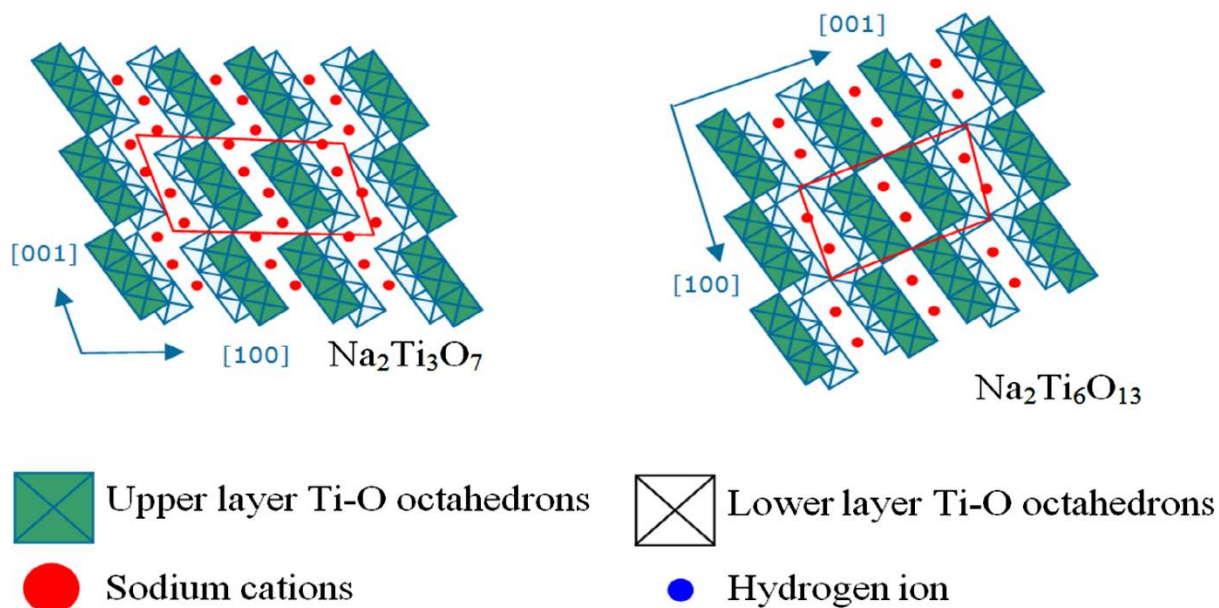 [001]
[100]
Na₂Ti₃O₇
[001]
[100]
Na₂Ti₆O₁₃
Upper layer Ti-O octahedrons
Lower layer Ti-O octahedrons
Sodium cations
Hydrogen ion